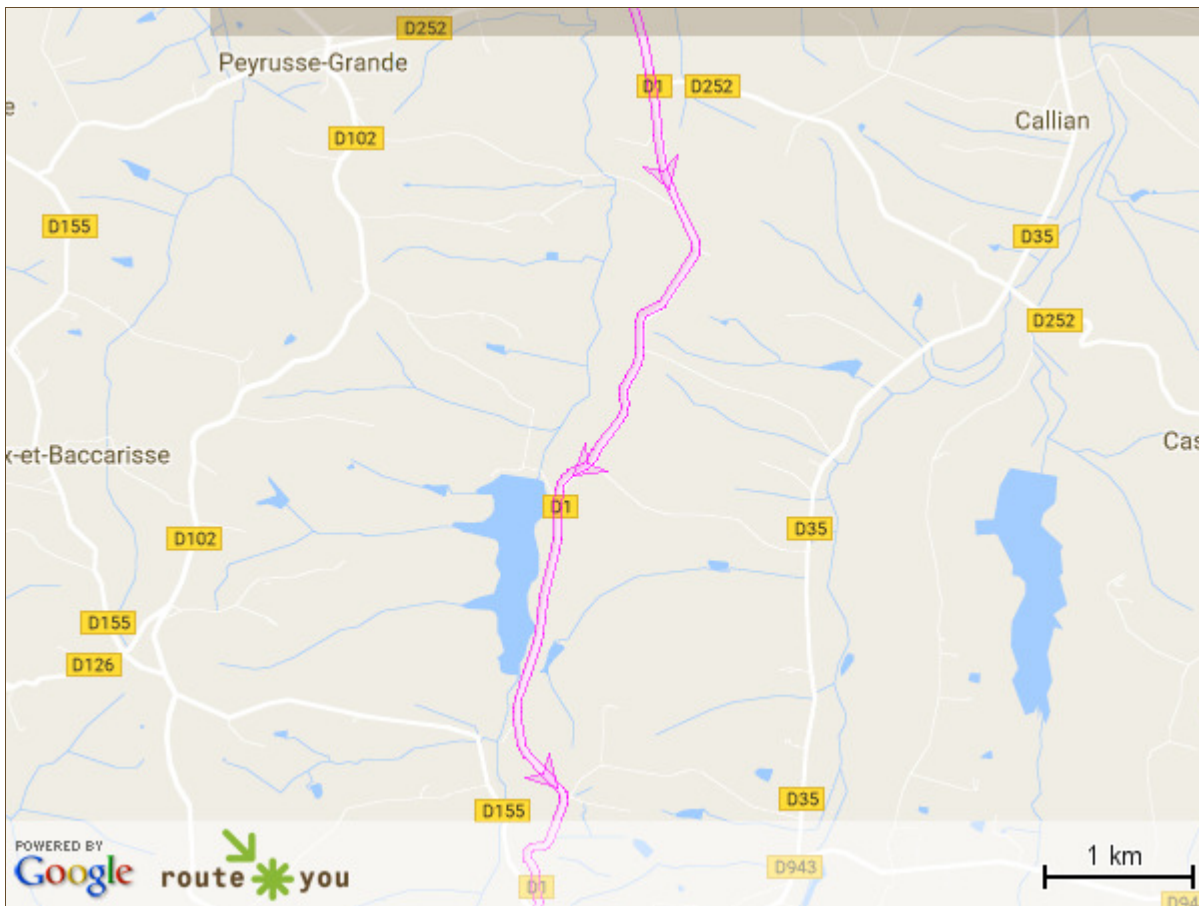 D252
Peyrusse-Grande
D1
D252
Callian
D102
D155
D35
D252
x-et-Baccarisse
Cas
D1
D35
D102
D155
D126
D155
D35
POWERED BY
Google
route you
1 km
D943
D1
D94